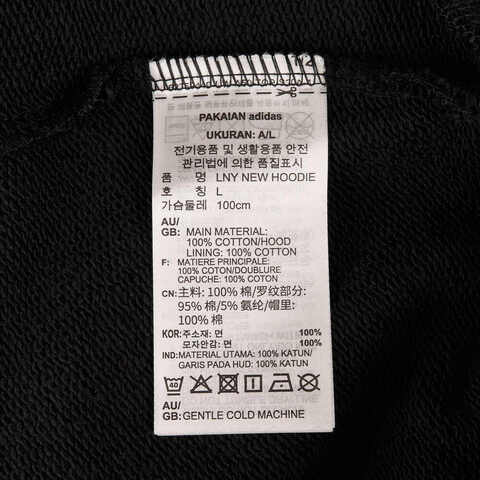 PAKAIAN adidas
UKURAN: A/L
전기용품 및 생활용품 안전
관리법에 의한 품질표시
품 명 LNY NEW HOODIE
호 칭 L
가슴둘레 100cm
AU/
GB: MAIN MATERIAL:
100% COTTON/HOOD
LINING: 100% COTTON
F: MATIERE PRINCIPALE:
100% COTON/DOUBLURE
CAPUCHE: 100% COTON
CN: 主料: 100% 棉/罗纹部分:
95% 棉/5% 氨纶/帽里:
100% 棉
KOR: 주소재: 면 100%
모자안감: 면 100%
IND: MATERIAL UTAMA: 100% KATUN/
GARIS PADA HUD: 100% KATUN
40
AU/
GB: GENTLE COLD MACHINE